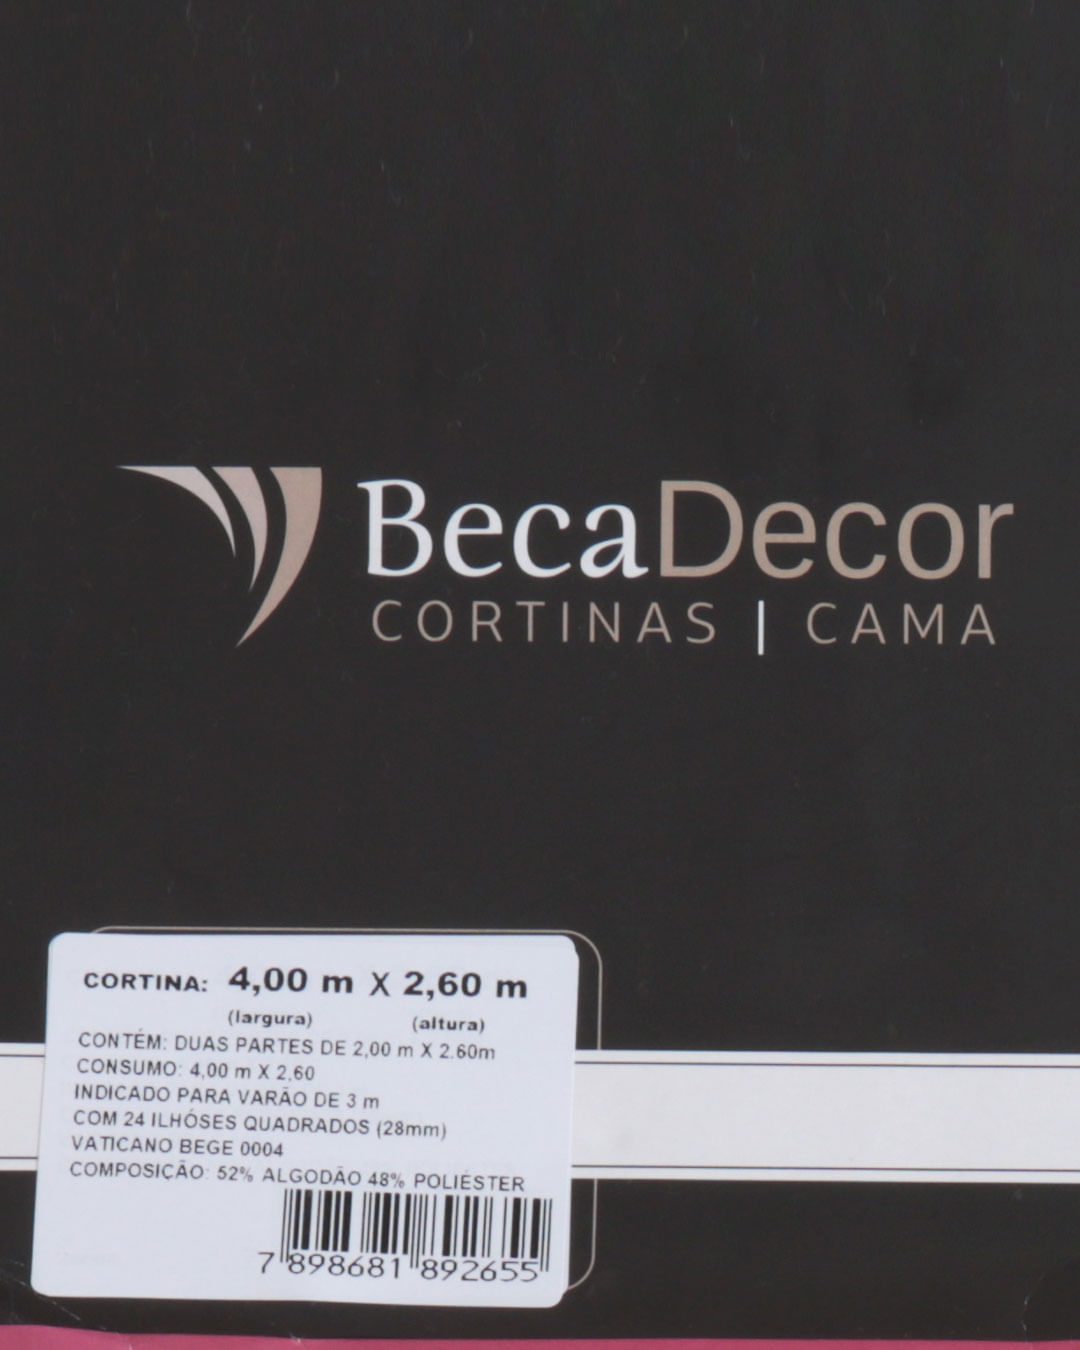 BecaDecor
CORTINAS | CAMA
CORTINA: 4,00 m X 2,60 m
(largura) (altura)
CONTÉM: DUAS PARTES DE 2,00 m X 2.60m
CONSUMO: 4,00 m X 2,60
INDICADO PARA VARÃO DE 3 m
COM 24 ILHÓSES QUADRADOS (28mm)
VATICANO BEGE 0004
COMPOSIÇÃO: 52% ALGODÃO 48% POLIÉSTER
7 898681 892655